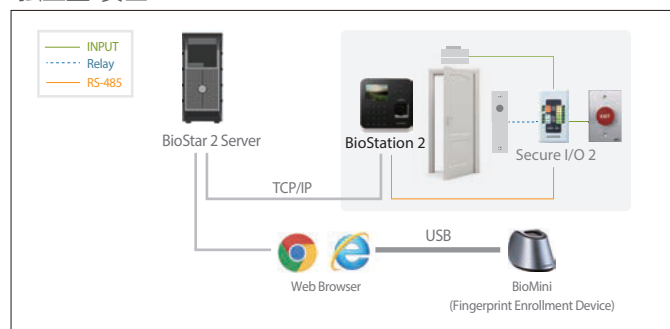 INPUT
Relay
RS-485
BioStar 2 Server
BioStation 2
EXIT
Secure I/O 2
TCP/IP
USB
Web Browser
BioMini
(Fingerprint Enrollment Device)